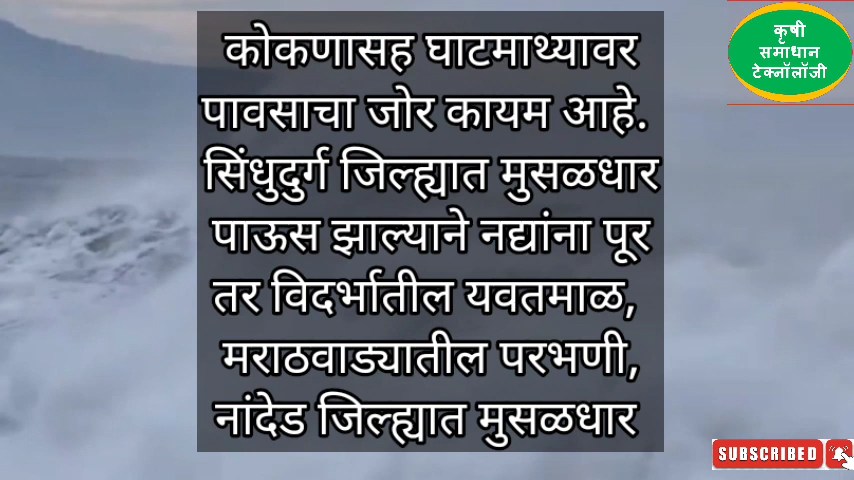 कोकणासह घाटमाथ्यावर
पावसाचा जोर कायम आहे.
सिंधुदुर्ग जिल्ह्यात मुसळधार
पाऊस झाल्याने नद्यांना पूर
तर विदर्भातील यवतमाळ,
मराठवाड्यातील परभणी,
नांदेड जिल्ह्यात मुसळधार
कृषी
समाधान
टेक्नॉलॉजी
SUBSCRIBED